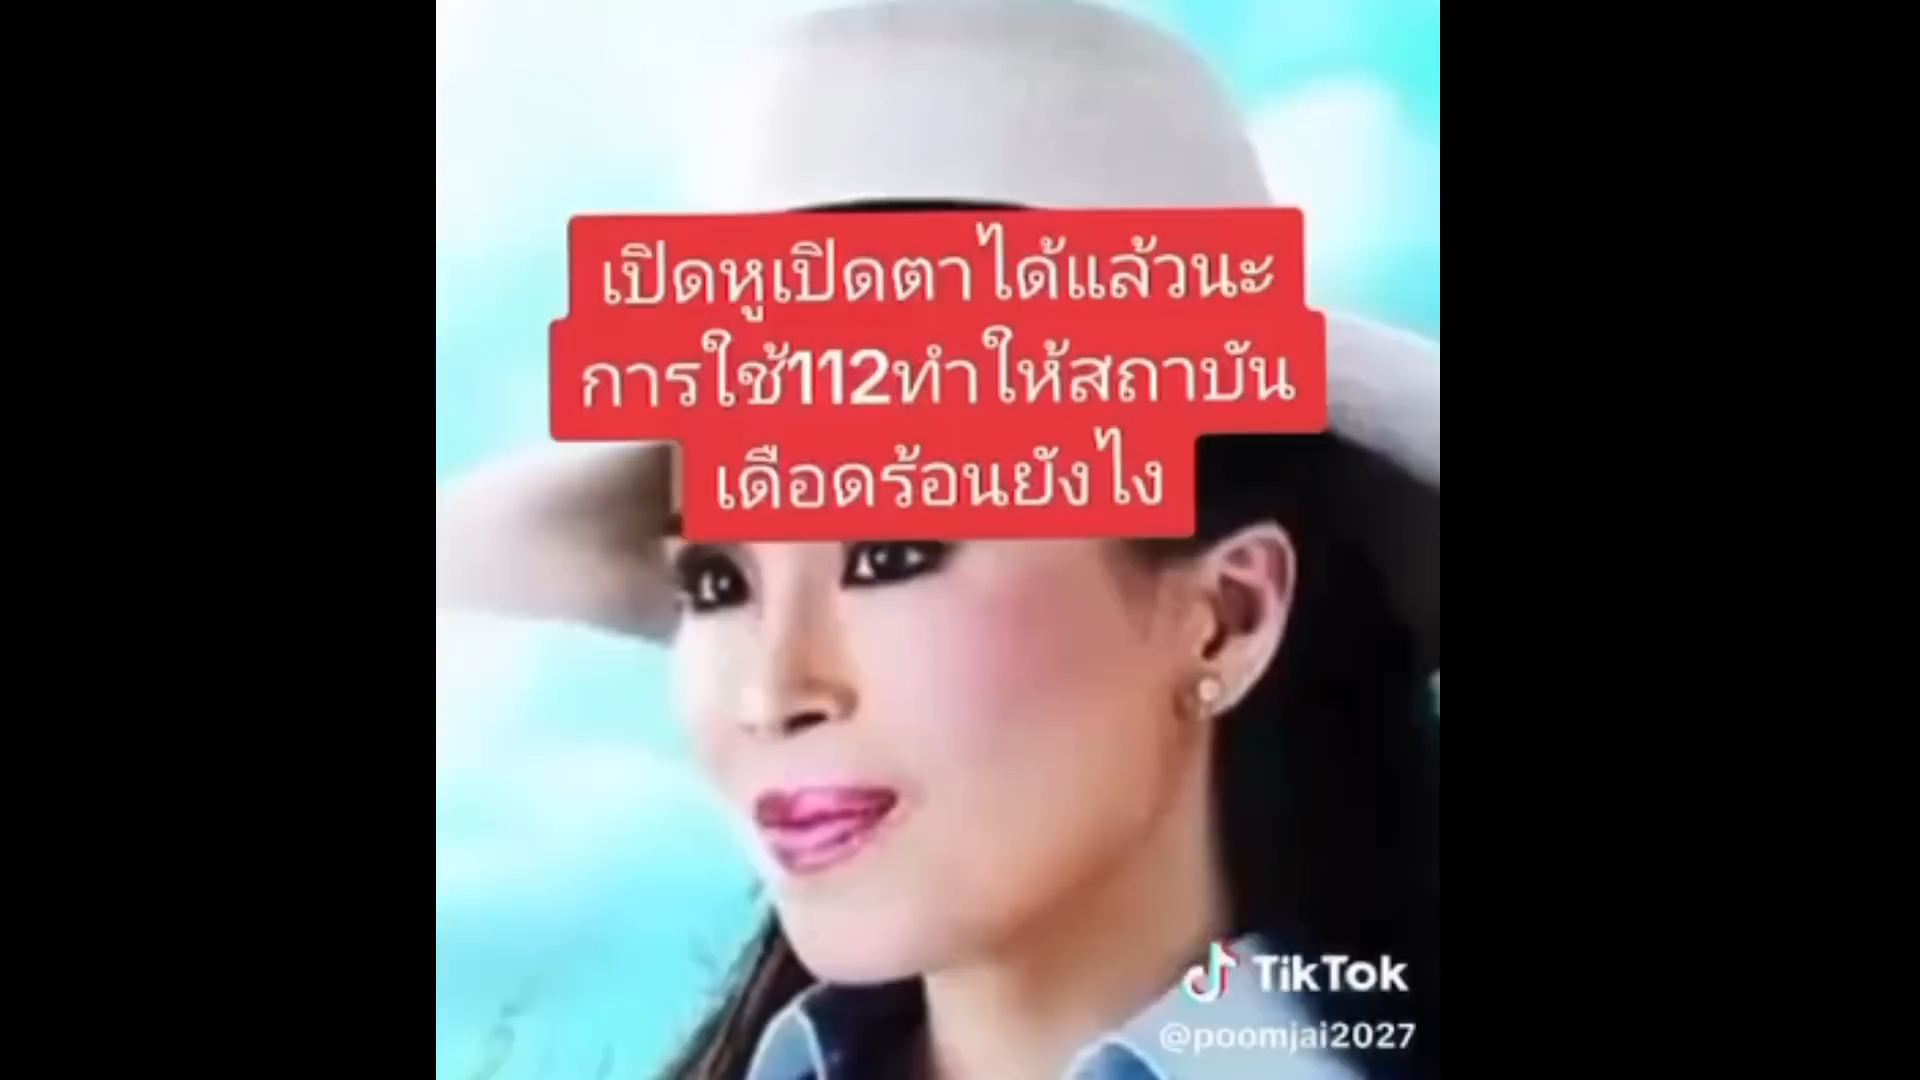 เปิดหูเปิดตาได้แล้วนะ
การใช้112ทำให้สถาบัน
เดือดร้อนยังไง
TikTok
@poomjai2027